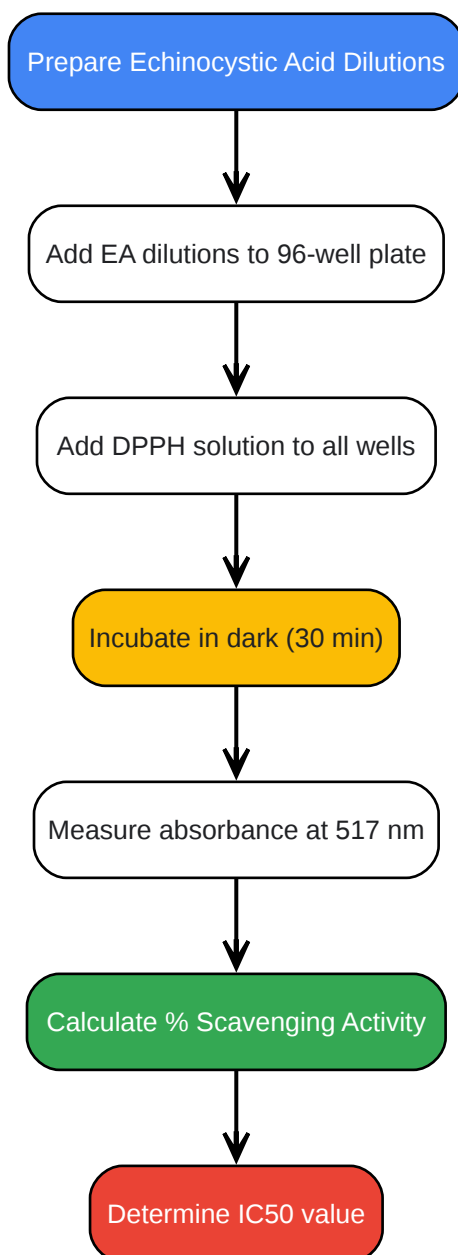 Prepare Echinocystic Acid Dilutions
Add EA dilutions to 96-well plate
Add DPPH solution to all wells
Incubate in dark (30 min)
Measure absorbance at 517 nm
Calculate % Scavenging Activity
Determine IC50 value